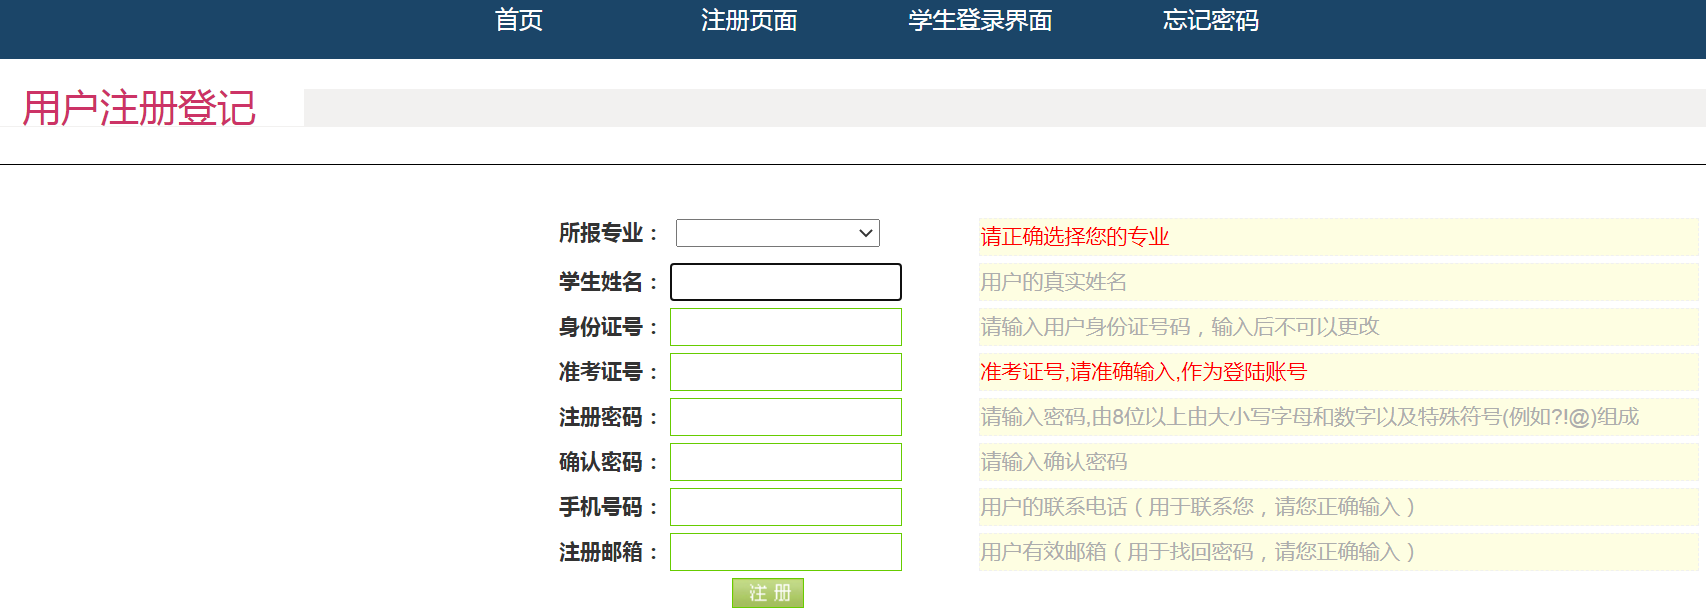 首页 注册页面 学生登录界面 忘记密码
用户注册登记
所报专业： 请正确选择您的专业
学生姓名： 用户的真实姓名
身份证号： 请输入用户身份证号码，输入后不可以更改
准考证号： 准考证号,请准确输入,作为登陆账号
注册密码： 请输入密码,由8位以上由大小写字母和数字以及特殊符号(例如?!@)组成
确认密码： 请输入确认密码
手机号码： 用户的联系电话（用于联系您，请您正确输入）
注册邮箱： 用户有效邮箱（用于找回密码，请您正确输入）
注 册